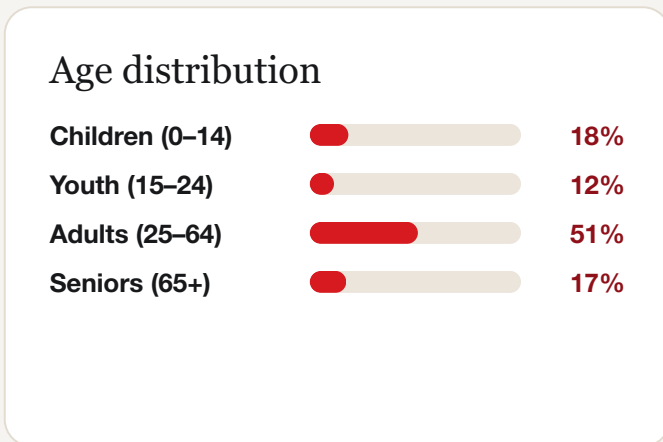 Age distribution
Children (0–14) 18%
Youth (15–24) 12%
Adults (25–64) 51%
Seniors (65+) 17%